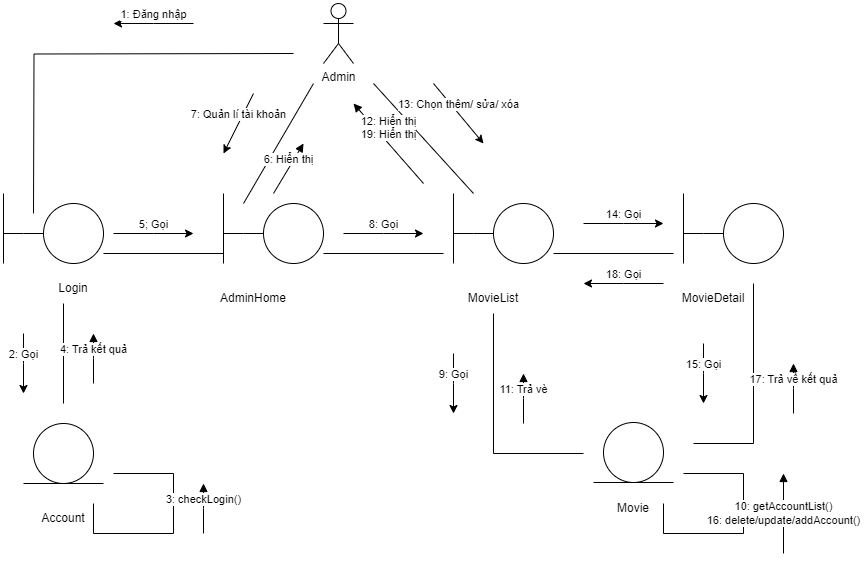 1: Đăng nhập
Admin
7: Quản lí tài khoản
13: Chọn thêm/ sửa/ xóa
12: Hiển thị
19: Hiển thị
6: Hiển thị
5; Gọi
8: Gọi
14: Gọi
18: Gọi
Login
AdminHome
MovieList
MovieDetail
2: Gọi
4: Trả kết quả
9: Gọi
11: Trả vè
15: Gọi
17: Trả về kết quả
3: checkLogin()
Account
Movie
10: getAccountList()
16: delete/update/addAccount()